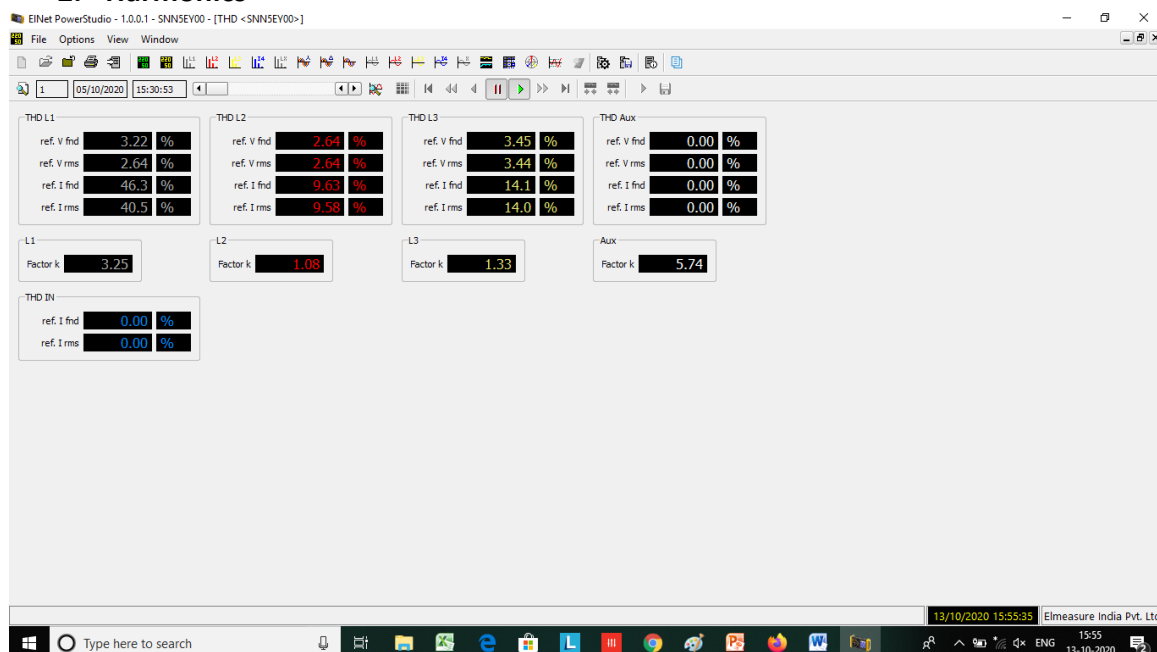 2. Harmonics
ElNet PowerStudio - 1.0.0.1 - SNN5EY00 - [THD <SNN5EY00>]
File Options View Window
1 05/10/2020 15:30:53
THD L1 THD L2 THD L3 THD Aux
ref. V fnd 3.22 % ref. V fnd 2.64 % ref. V fnd 3.45 % ref. V fnd 0.00 %
ref. V rms 2.64 % ref. V rms 2.64 % ref. V rms 3.44 % ref. V rms 0.00 %
ref. I fnd 46.3 % ref. I fnd 9.63 % ref. I fnd 14.1 % ref. I fnd 0.00 %
ref. I rms 40.5 % ref. I rms 9.58 % ref. I rms 14.0 % ref. I rms 0.00 %
L1 L2 L3 Aux
Factor k 3.25 Factor k 1.08 Factor k 1.33 Factor k 5.74
THD IN
ref. I fnd 0.00 %
ref. I rms 0.00 %
13/10/2020 15:55:35 Elmeasure India Pvt. Ltd
Type here to search ENG 15:55
13-10-2020